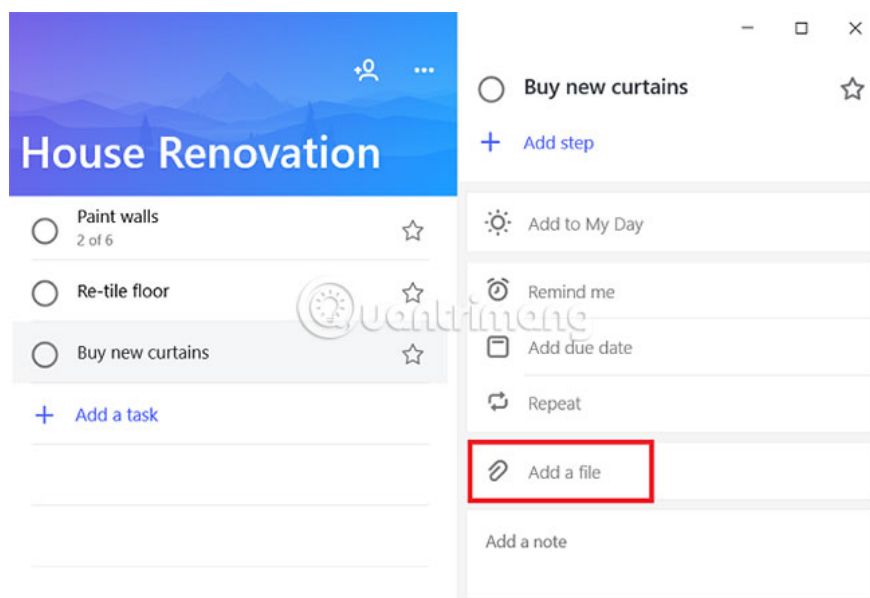 House Renovation
Paint walls
2 of 6
Re-tile floor
Buy new curtains
Add a task
Buy new curtains
Add step
Add to My Day
Remind me
Add due date
Repeat
Add a file
Add a note
Quantrimang